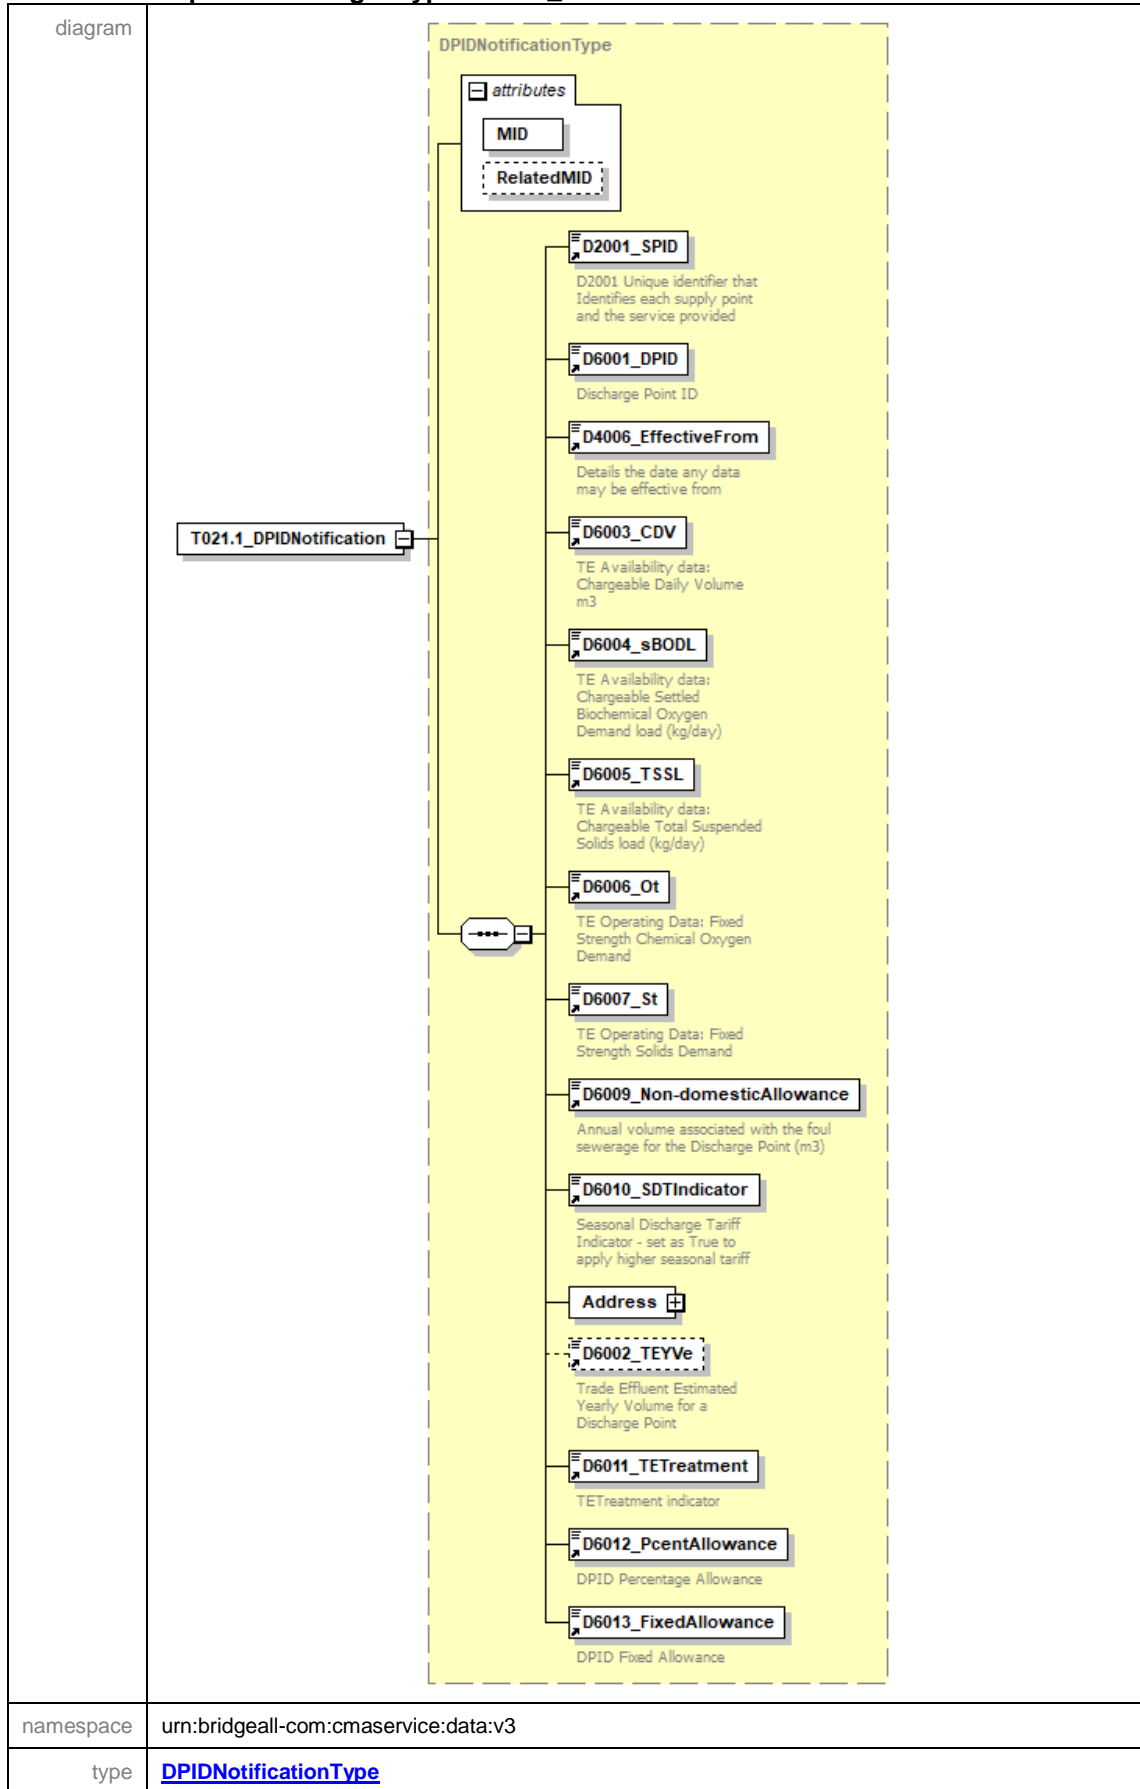 diagram
DPIDNotificationType
attributes
MID
RelatedMID
D2001_SPID
D2001 Unique identifier that
Identifies each supply point
and the service provided
D6001_DPID
Discharge Point ID
D4006_EffectiveFrom
Details the date any data
may be effective from
T021.1_DPIDNotification
D6003_CDV
TE Availability data:
Chargeable Daily Volume
m3
D6004_sBODL
TE Availability data:
Chargeable Settled
Biochemical Oxygen
Demand load (kg/day)
D6005_TSSL
TE Availability data:
Chargeable Total Suspended
Solids load (kg/day)
D6006_Ot
TE Operating Data: Fixed
Strength Chemical Oxygen
Demand
D6007_St
TE Operating Data: Fixed
Strength Solids Demand
D6009_Non-domesticAllowance
Annual volume associated with the foul
sewerage for the Discharge Point (m3)
D6010_SDTIndicator
Seasonal Discharge Tariff
Indicator - set as True to
apply higher seasonal tariff
Address
D6002_TEYVe
Trade Effluent Estimated
Yearly Volume for a
Discharge Point
D6011_TETreatment
TETreatment indicator
D6012_PcentAllowance
DPID Percentage Allowance
D6013_FixedAllowance
DPID Fixed Allowance
namespace urn:bridgeall-com:cmaservice:data:v3
type DPIDNotificationType